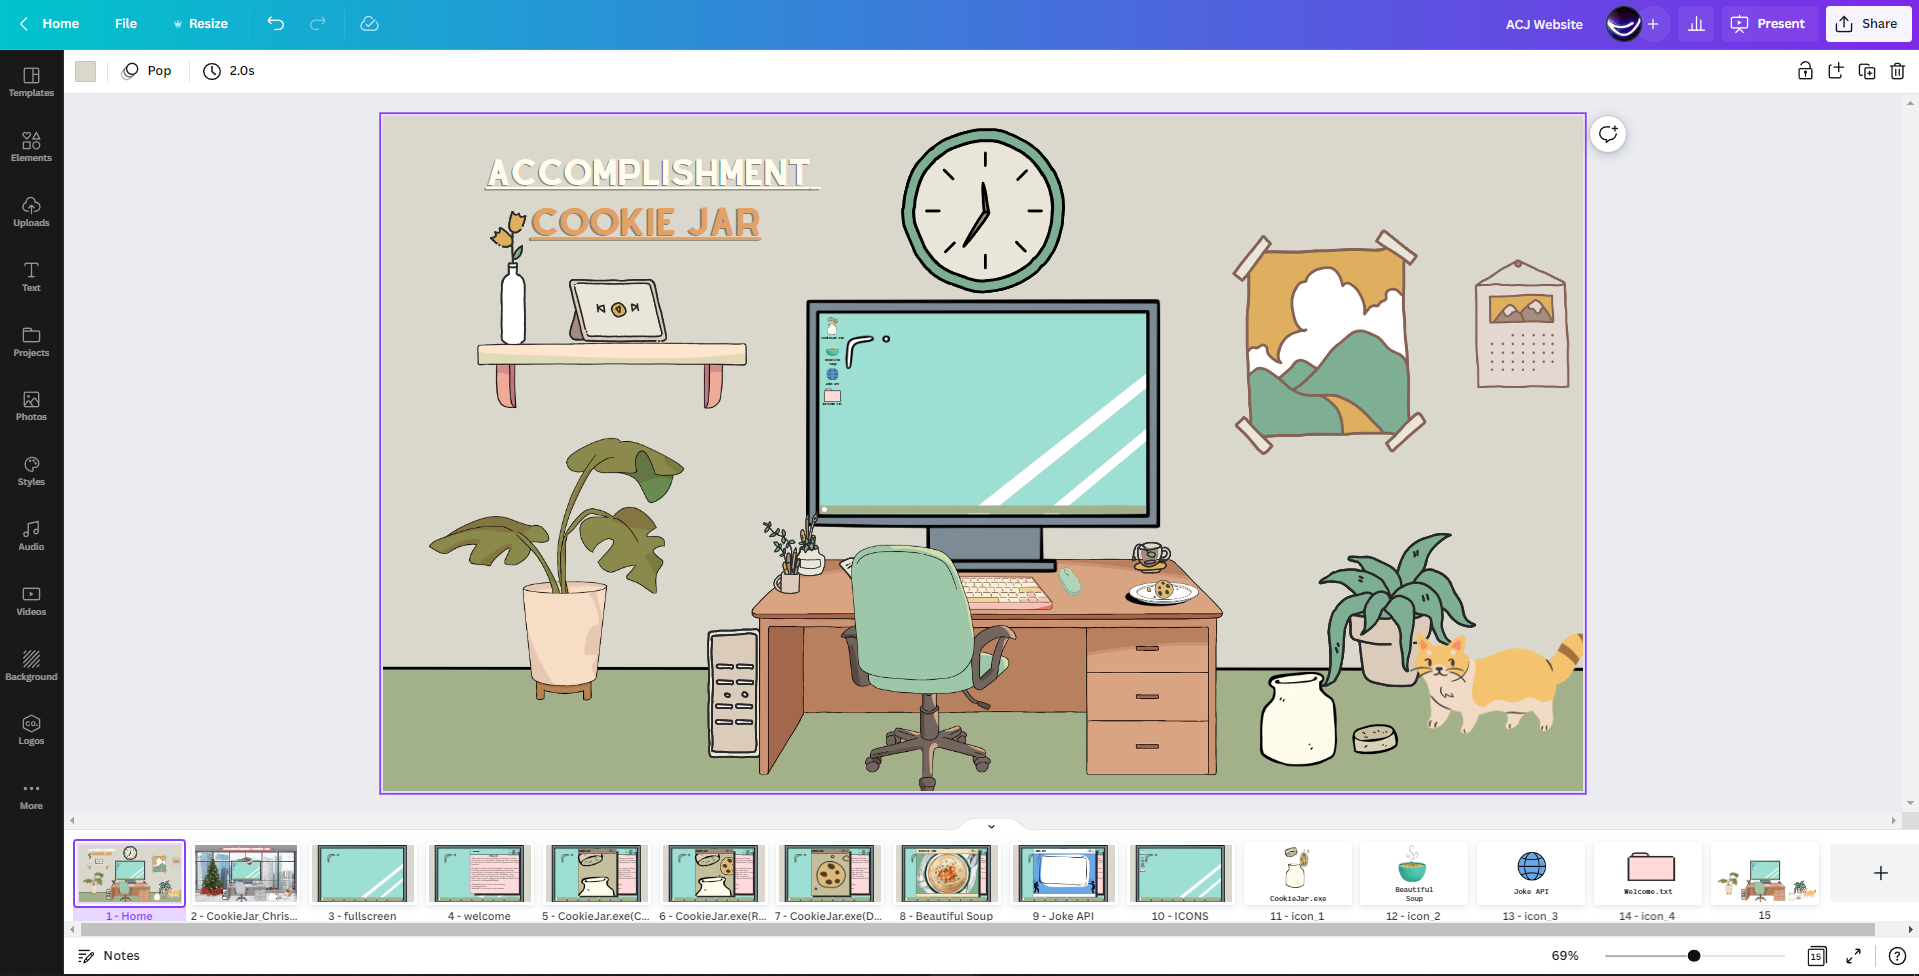 Home File Resize ACJ Website Present Share
Pop 2.0s
Templates
Elements
Uploads
Text
Projects
Photos
Styles
Audio
Videos
Background
CO.
Logos
More
ACCOMPLISHMENT
COOKIE JAR
CookieJar.exe
Beautiful
Soup
Joke API
Welcome.txt
1 - Home
2 - CookieJar_Chris...
3 - fullscreen
4 - welcome
5 - CookieJar.exe(C...
6 - CookieJar.exe(R...
7 - CookieJar.exe(D...
8 - Beautiful Soup
9 - Joke API
10 - ICONS
11 - icon_1
12 - icon_2
13 - icon_3
14 - icon_4
15
Notes 69% 15